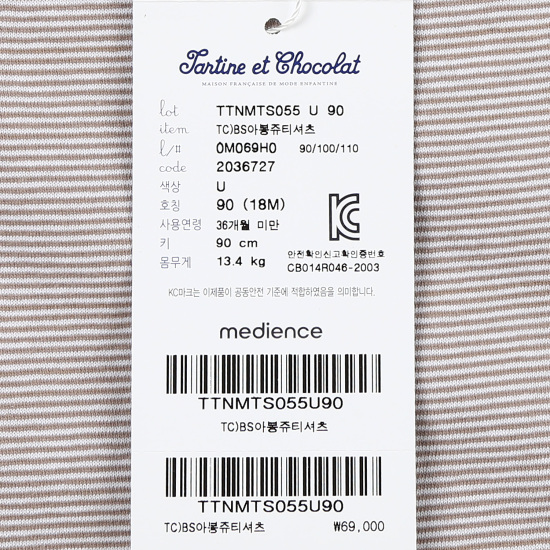 Tartine et Chocolat
MAISON FRANÇAISE DE MODE ENFANTINE
lot TTNMTS055 U 90
item TC)BS아봉쥬티셔츠
l/# 0M069H0 90/100/110
code 2036727
색상 U
호칭 90 (18M)
사용연령 36개월 미만
키 90 cm
몸무게 13.4 kg
안전확인신고확인증번호
CB014R046-2003
KC마크는 이제품이 공통안전 기준에 적합하였음을 의미합니다.
medience
TTNMTS055U90
TC)BS아봉쥬티셔츠
TTNMTS055U90
TC)BS아봉쥬티셔츠 ₩69,000